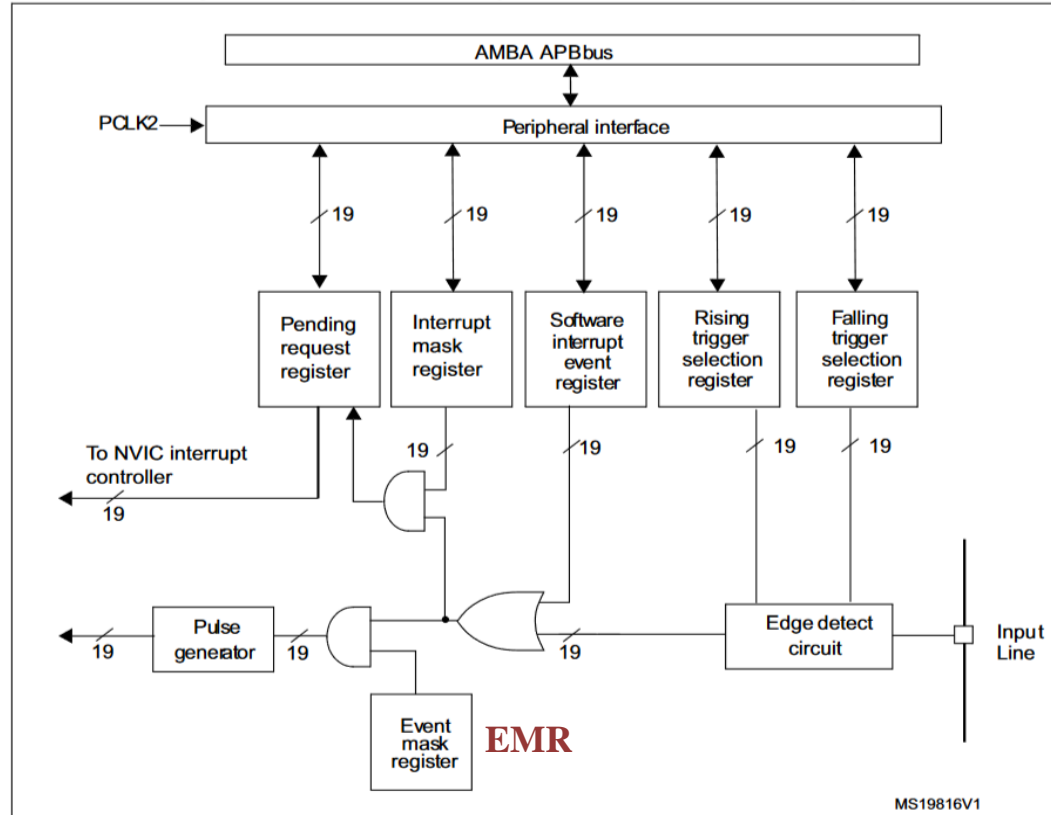 AMBA APB bus
PCLK2
Peripheral interface
19
19
19
19
19
Pending
request
register
Interrupt
mask
register
Software
interrupt
event
register
Rising
trigger
selection
register
Falling
trigger
selection
register
To NVIC interrupt
controller
19
19
19
19
19
Pulse
generator
19
19
19
Edge detect
circuit
Input
Line
Event
mask
register
EMR
MS19816V1